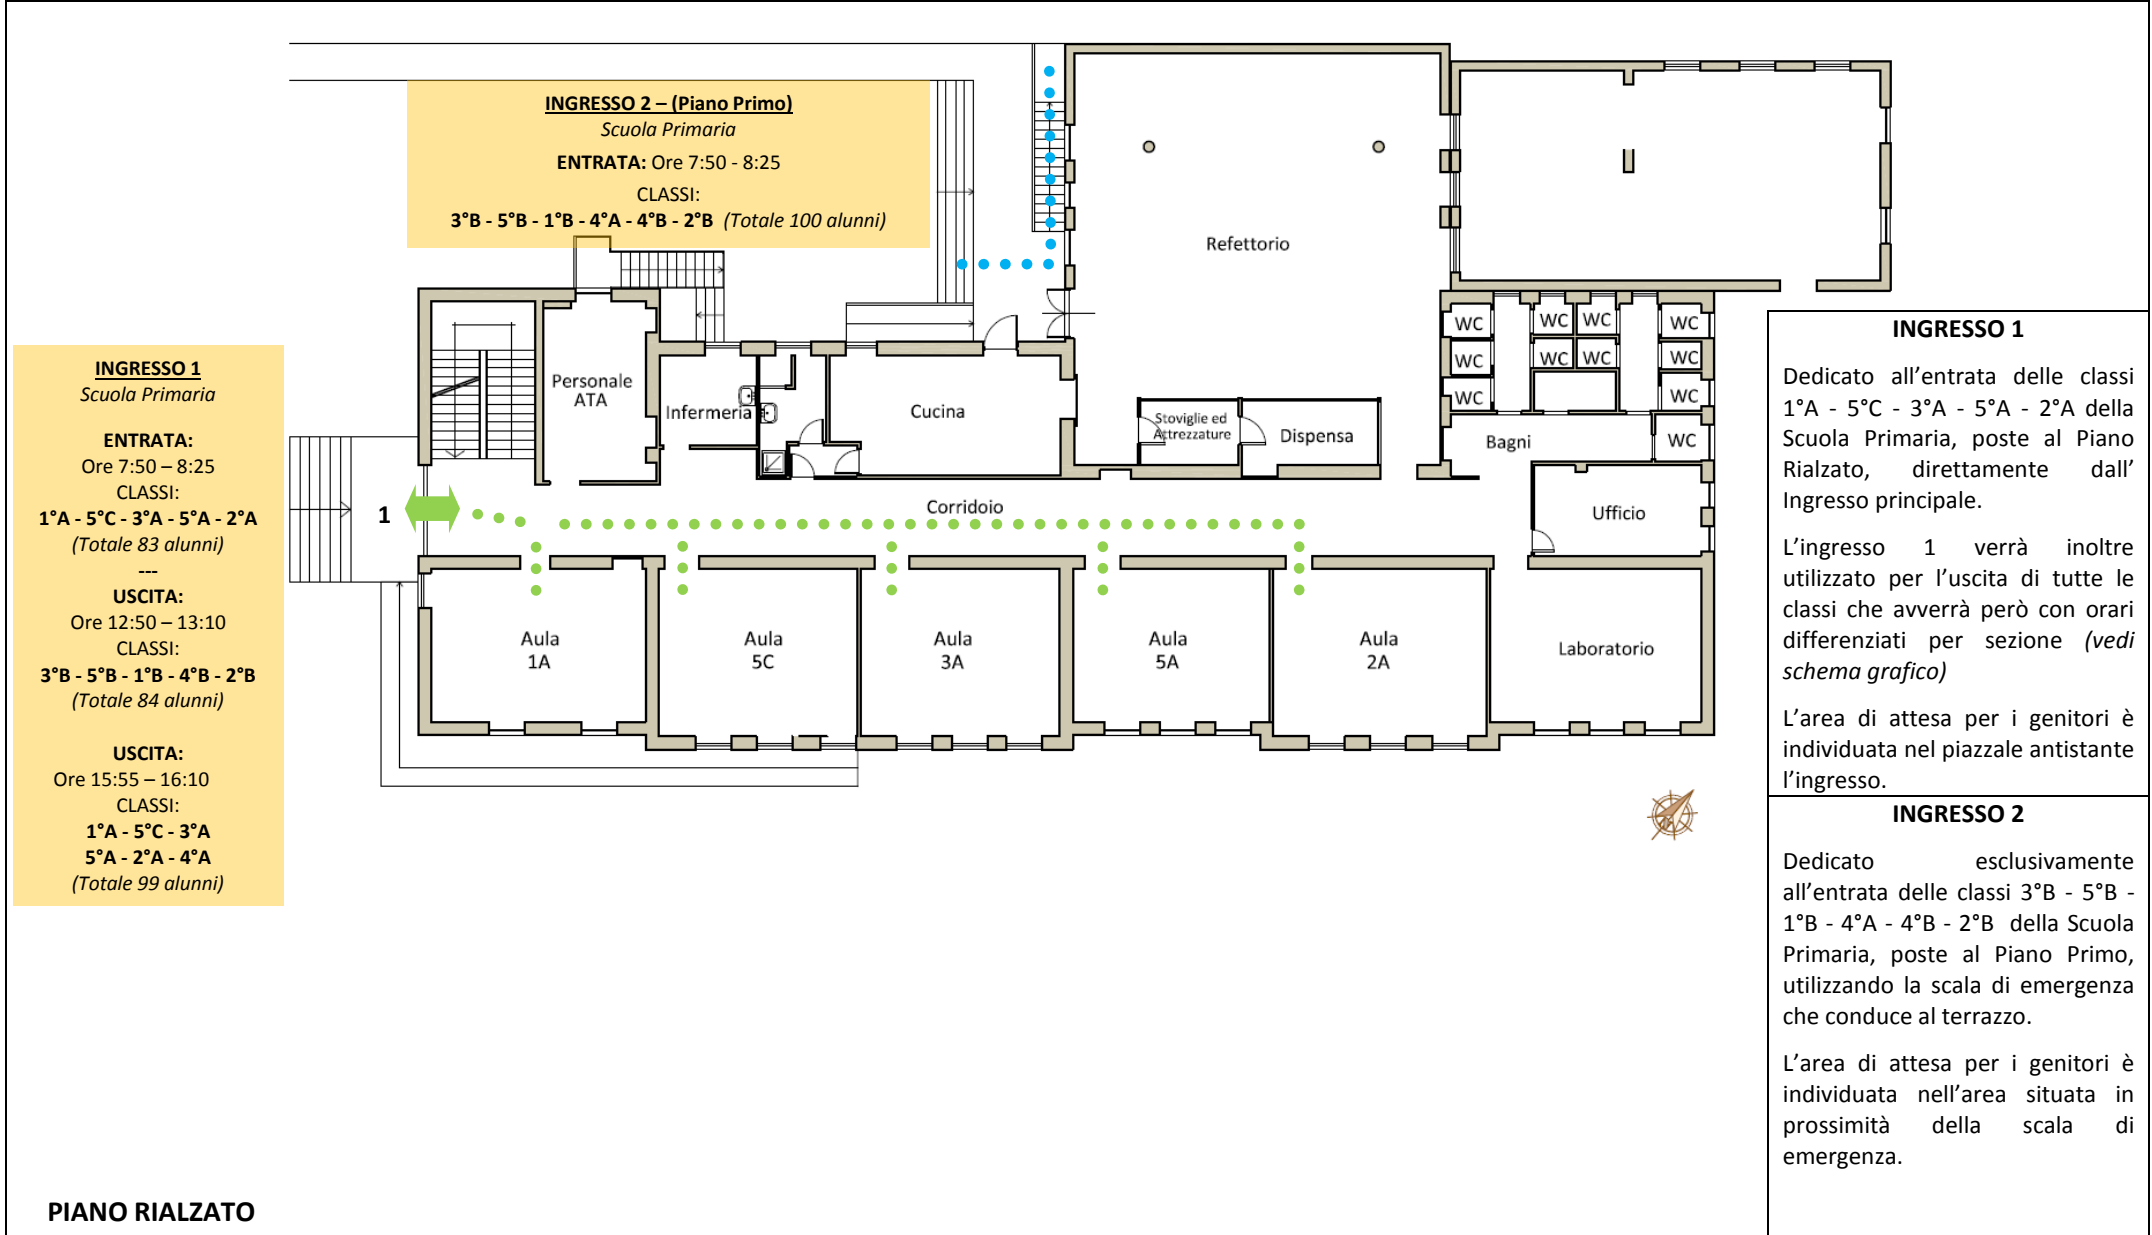 INGRESSO 2 – (Piano Primo)
Scuola Primaria
ENTRATA: Ore 7:50 - 8:25
CLASSI:
3°B - 5°B - 1°B - 4°A - 4°B - 2°B (Totale 100 alunni)
INGRESSO 1
Scuola Primaria
ENTRATA:
Ore 7:50 – 8:25
CLASSI:
1°A - 5°C - 3°A - 5°A - 2°A
(Totale 83 alunni)
---
USCITA:
Ore 12:50 – 13:10
CLASSI:
3°B - 5°B - 1°B - 4°B - 2°B
(Totale 84 alunni)
USCITA:
Ore 15:55 – 16:10
CLASSI:
1°A - 5°C - 3°A
5°A - 2°A - 4°A
(Totale 99 alunni)
1
Personale
ATA
Infermeria
Cucina
Refettorio
Stoviglie ed
Attrezzature
Dispensa
WC WC WC WC
WC WC WC WC
WC WC
Bagni
WC
Ufficio
Corridoio
Aula
1A
Aula
5C
Aula
3A
Aula
5A
Aula
2A
Laboratorio
INGRESSO 1
Dedicato all'entrata delle classi
1°A - 5°C - 3°A - 5°A - 2°A della
Scuola Primaria, poste al Piano
Rialzato, direttamente dall'
Ingresso principale.
L'ingresso 1 verrà inoltre
utilizzato per l'uscita di tutte le
classi che avverrà però con orari
differenziati per sezione (vedi
schema grafico)
L'area di attesa per i genitori è
individuata nel piazzale antistante
l'ingresso.
INGRESSO 2
Dedicato esclusivamente
all'entrata delle classi 3°B - 5°B -
1°B - 4°A - 4°B - 2°B della Scuola
Primaria, poste al Piano Primo,
utilizzando la scala di emergenza
che conduce al terrazzo.
L'area di attesa per i genitori è
individuata nell'area situata in
prossimità della scala di
emergenza.
PIANO RIALZATO